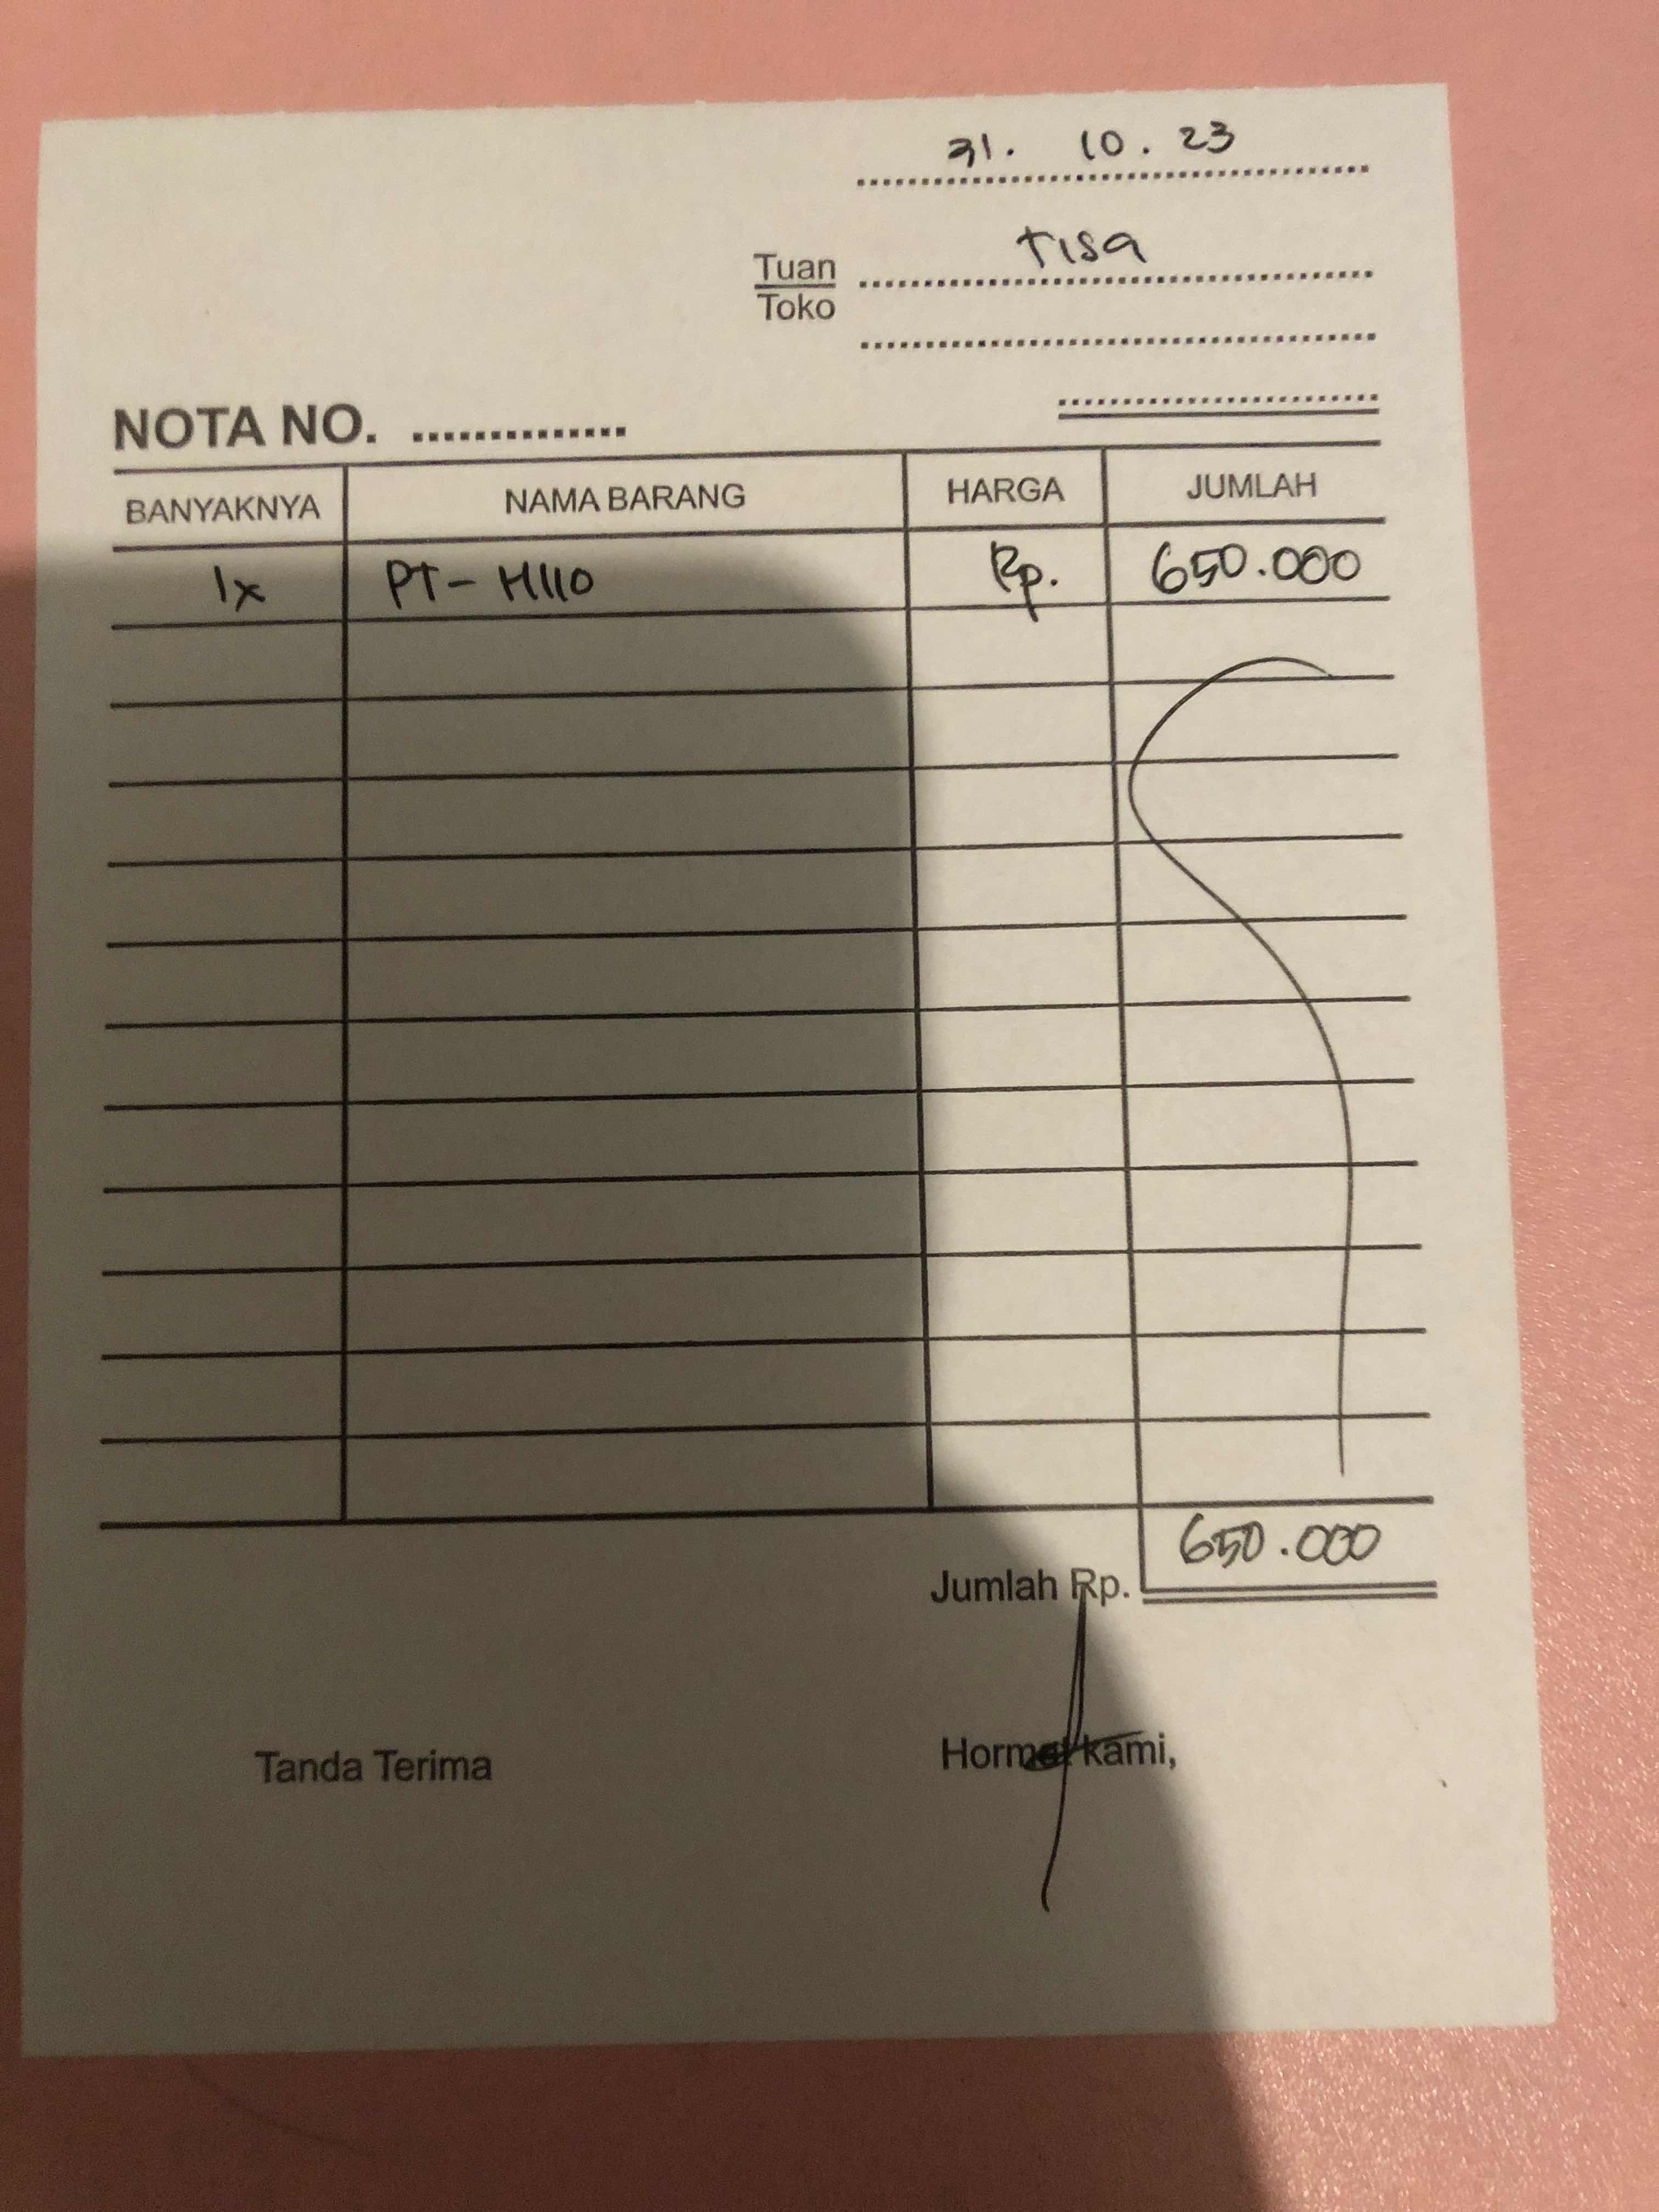 31. 10. 23
Tuan Tisa
Toko
NOTA NO. ..............
BANYAKNYA NAMA BARANG HARGA JUMLAH
1x PT-H110 Rp. 650.000
Jumlah Rp. 650.000
Tanda Terima Hormat kami,